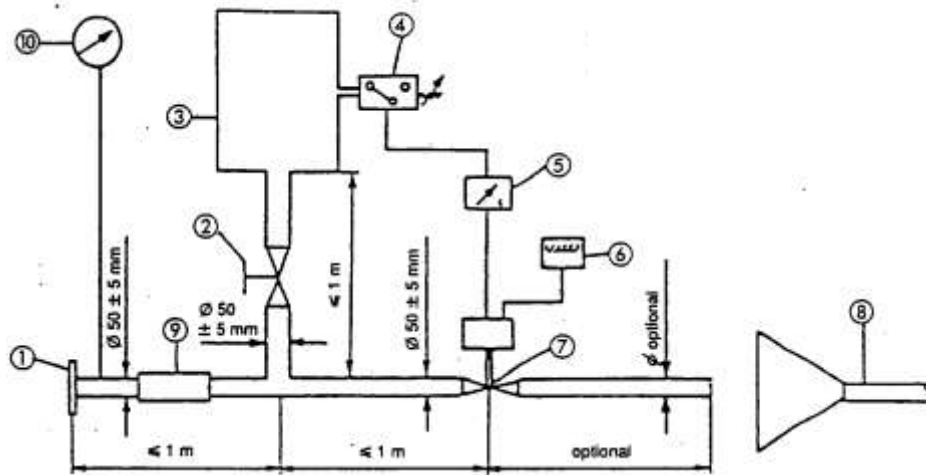 10
4
3
5
2
6
≤ 1 m
Ø 50 ± 5 mm
Ø 50
± 5 mm
Ø 50 ± 5 mm
Ø optional
9
7
8
1
≤ 1 m
≤ 1 m
optional